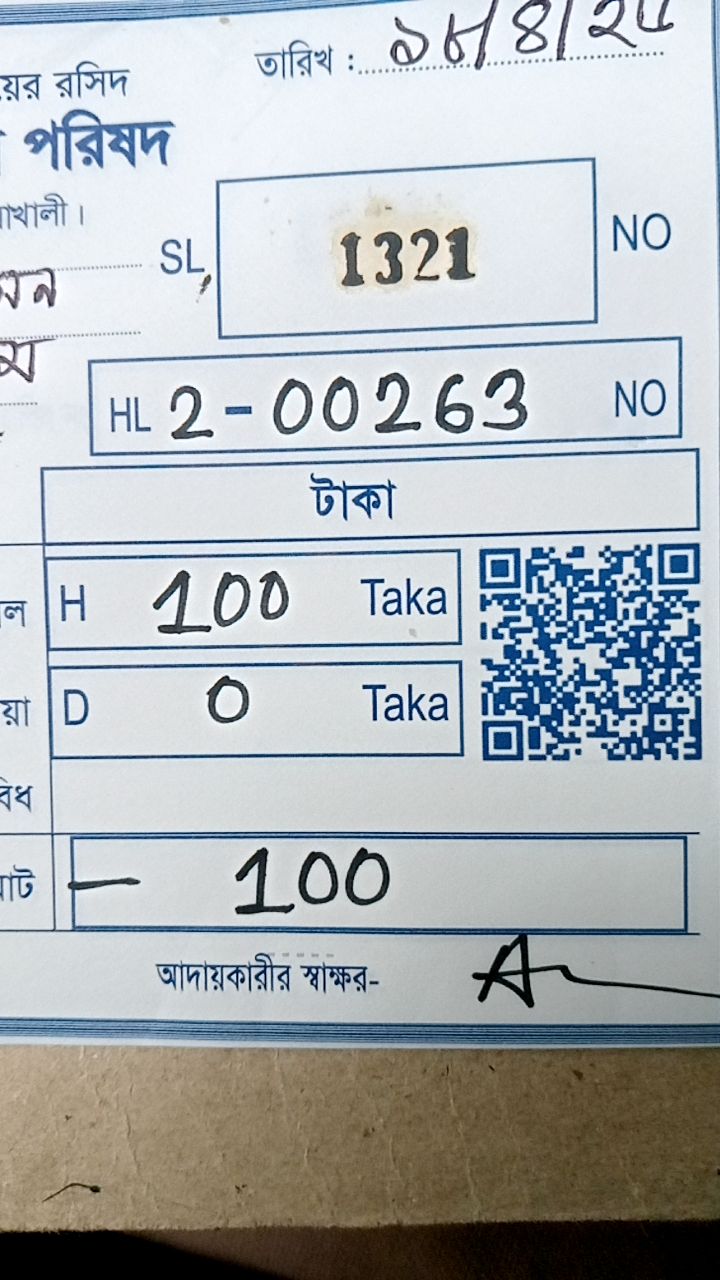 তারিখ : ১৮/৪/২৫
য়ের রসিদ
পরিষদ
াখালী।
SL, 1321 NO
HL 2-00263 NO
টাকা
ল H 100 Taka
য়া D 0 Taka
বিধ
মোট - 100
আদায়কারীর স্বাক্ষর-